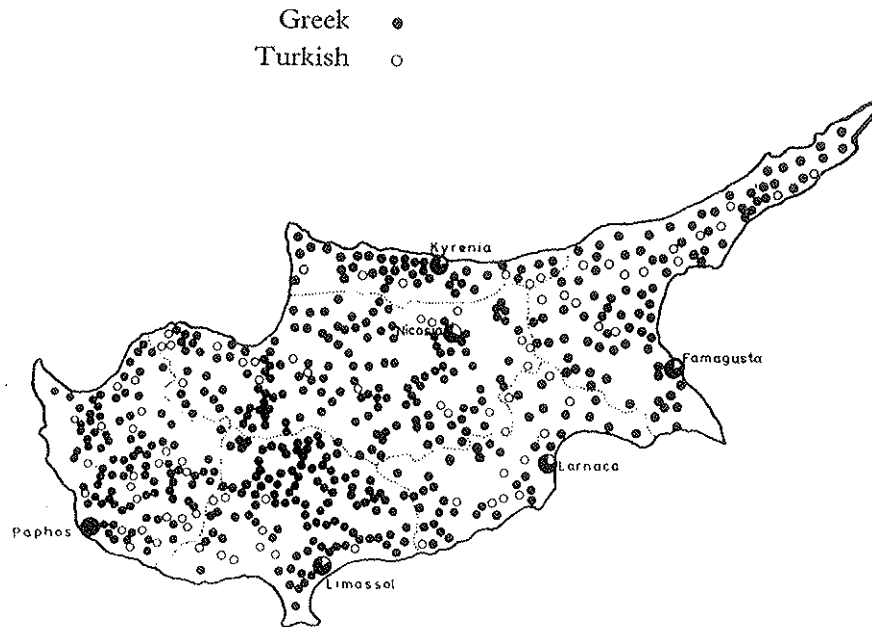 Greek
Turkish
Kyrenia
Nicosia
Famagusta
Larnaca
Paphos
Limassol